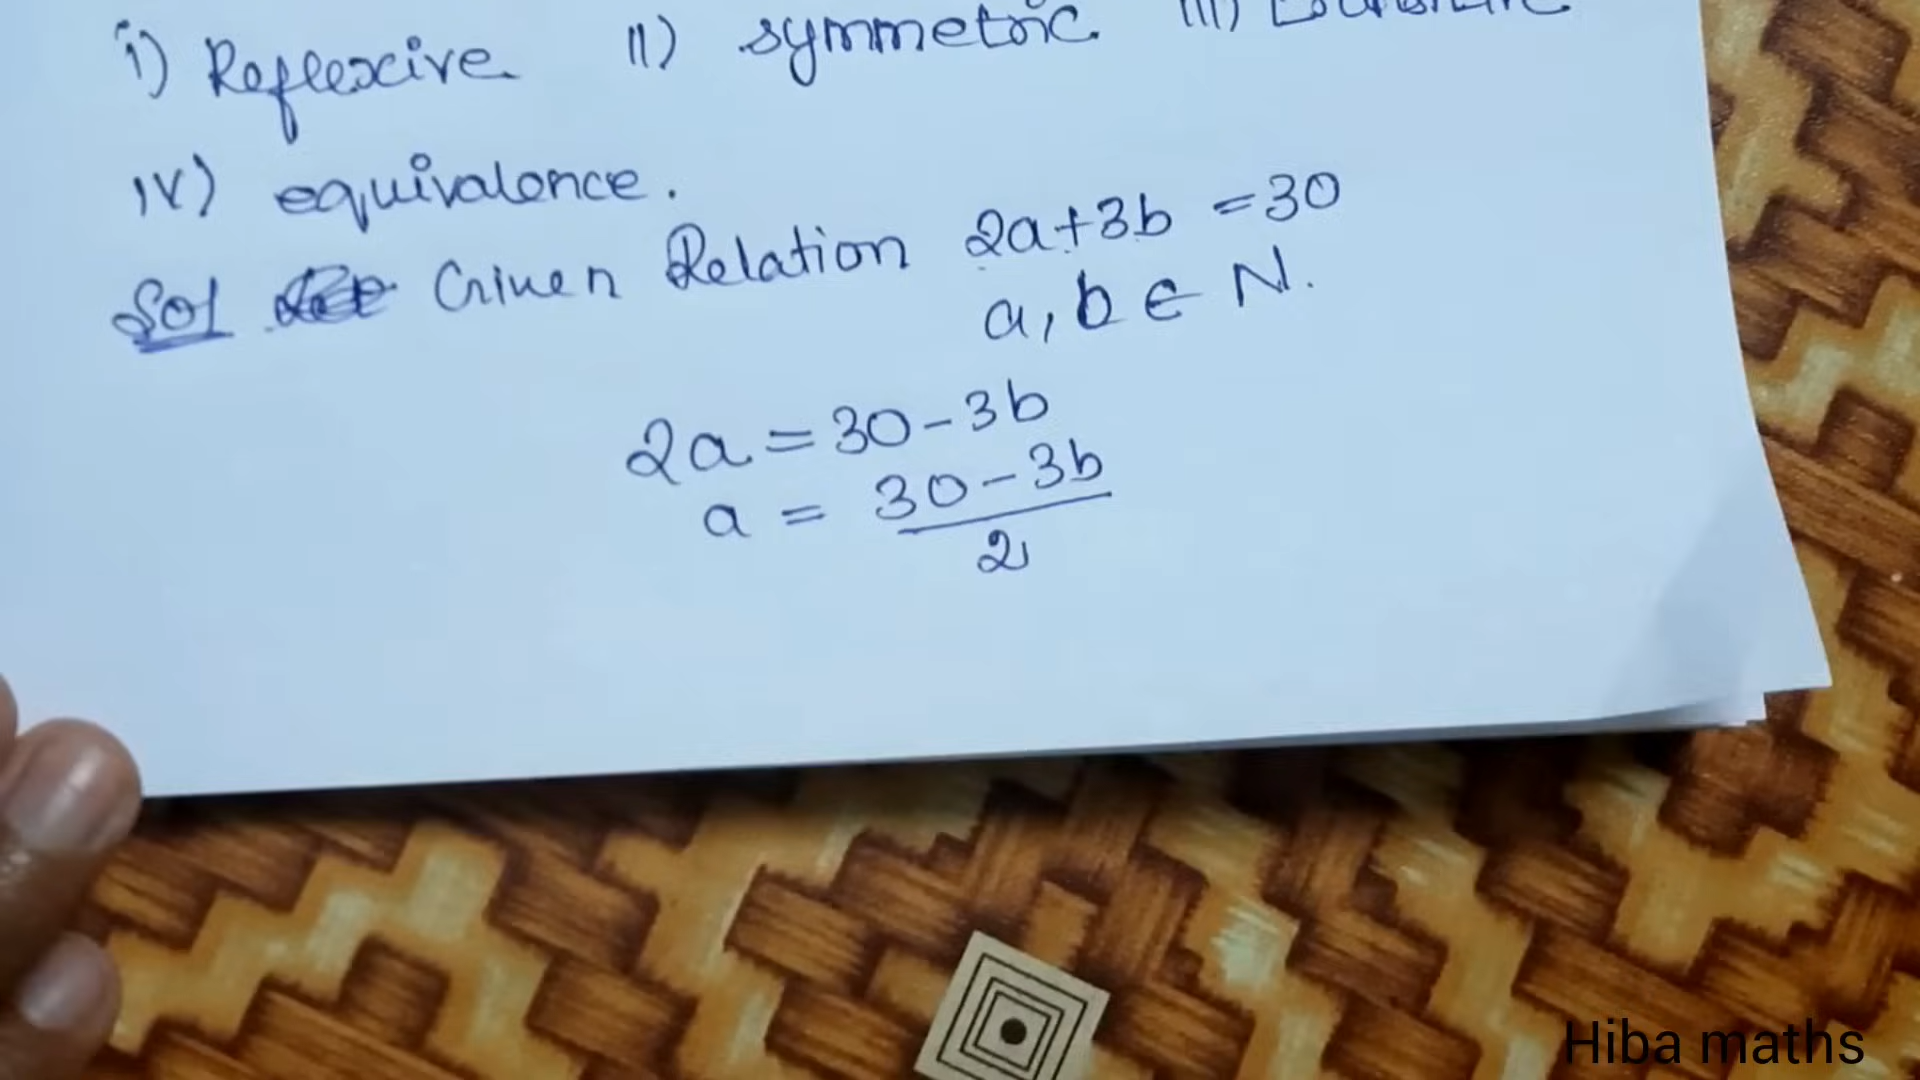 i) Reflexive II) symmetric III)
IV) equivalence.
Sol Given Relation 2a+3b = 30
a, b ∈ N.
2a = 30 - 3b
a = 30 - 3b
2
Hiba maths